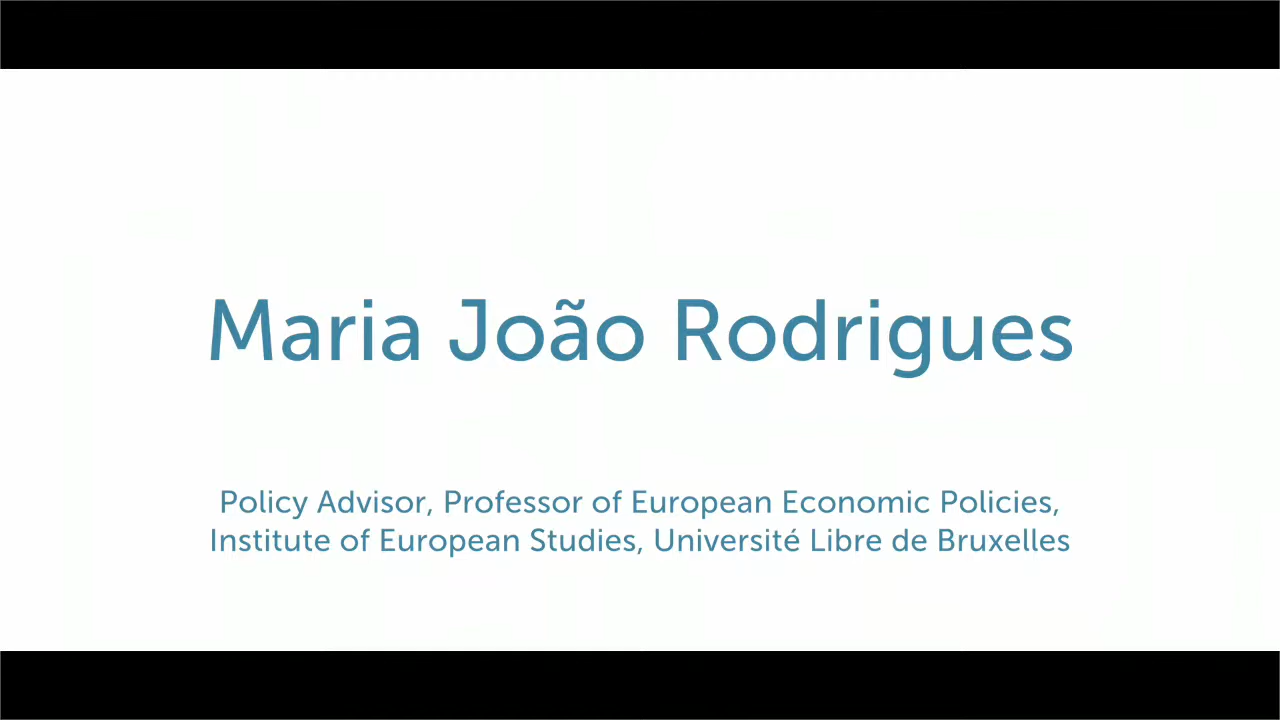 Maria João Rodrigues
Policy Advisor, Professor of European Economic Policies,
Institute of European Studies, Université Libre de Bruxelles